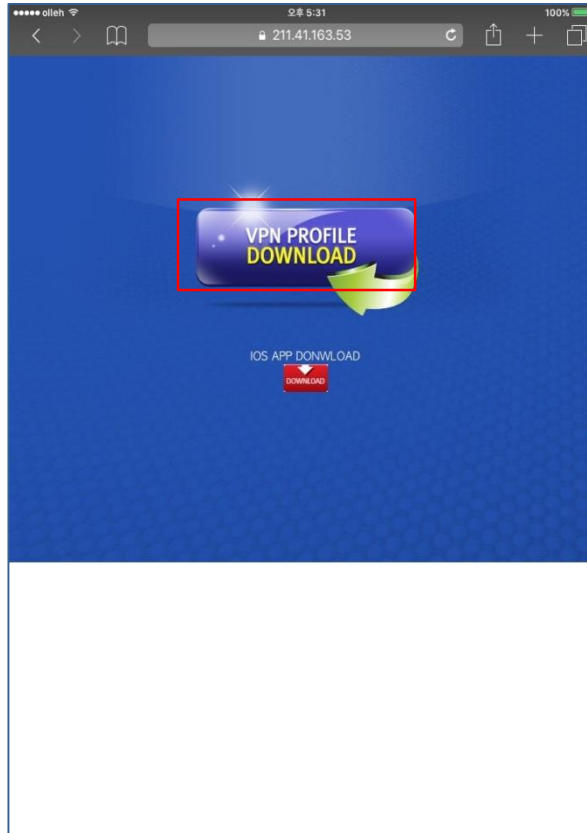 olleh 오후 5:31 100%
211.41.163.53
VPN PROFILE
DOWNLOAD
IOS APP DONWLOAD
DOWNLOAD